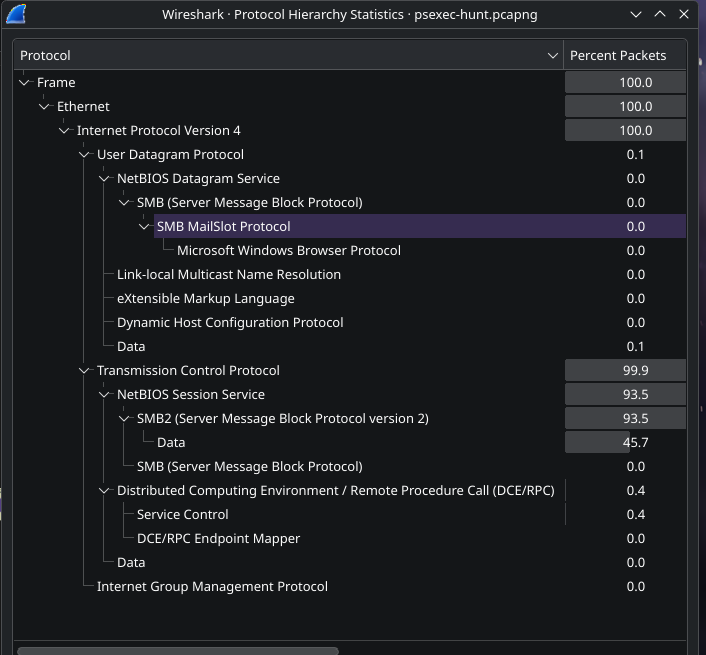 Wireshark · Protocol Hierarchy Statistics · psexec-hunt.pcapng
Protocol Percent Packets
Frame 100.0
Ethernet 100.0
Internet Protocol Version 4 100.0
User Datagram Protocol 0.1
NetBIOS Datagram Service 0.0
SMB (Server Message Block Protocol) 0.0
SMB MailSlot Protocol 0.0
Microsoft Windows Browser Protocol 0.0
Link-local Multicast Name Resolution 0.0
eXtensible Markup Language 0.0
Dynamic Host Configuration Protocol 0.0
Data 0.1
Transmission Control Protocol 99.9
NetBIOS Session Service 93.5
SMB2 (Server Message Block Protocol version 2) 93.5
Data 45.7
SMB (Server Message Block Protocol) 0.0
Distributed Computing Environment / Remote Procedure Call (DCE/RPC) 0.4
Service Control 0.4
DCE/RPC Endpoint Mapper 0.0
Data 0.0
Internet Group Management Protocol 0.0